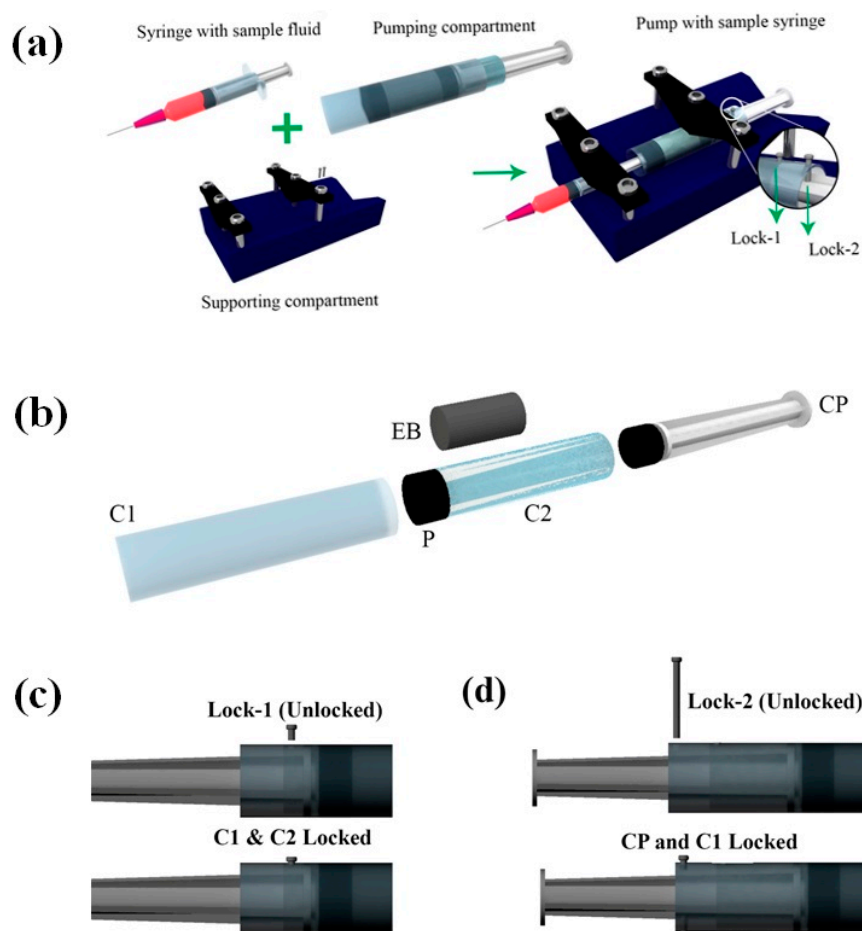 (a)
Syringe with sample fluid
Pumping compartment
Pump with sample syringe
Supporting compartment
Lock-1
Lock-2
(b)
EB
CP
C1
C2
P
(c)
Lock-1 (Unlocked)
C1 & C2 Locked
(d)
Lock-2 (Unlocked)
CP and C1 Locked